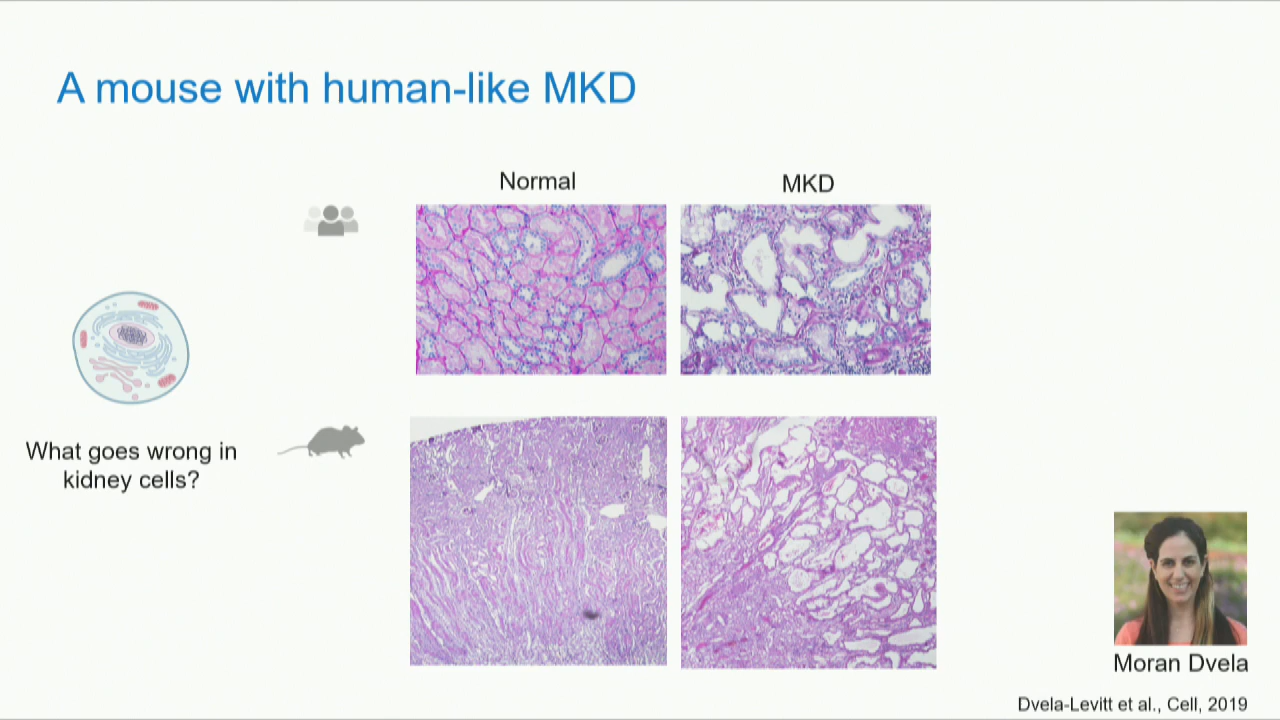 A mouse with human-like MKD
Normal
MKD
What goes wrong in
kidney cells?
Moran Dvela
Dvela-Levitt et al., Cell, 2019